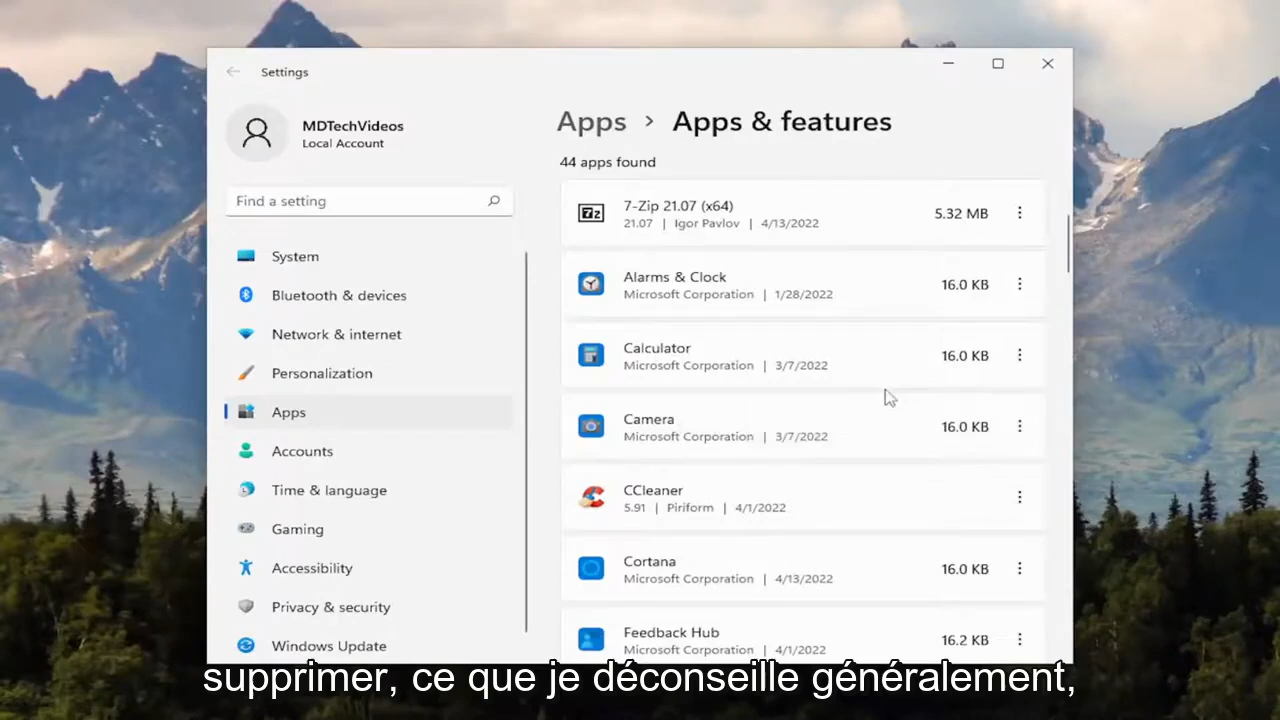 Settings
MDTechVideos
Local Account
Find a setting
System
Bluetooth & devices
Network & internet
Personalization
Apps
Accounts
Time & language
Gaming
Accessibility
Privacy & security
Windows Update
Apps > Apps & features
44 apps found
7z
7-Zip 21.07 (x64)
21.07 | Igor Pavlov | 4/13/2022
5.32 MB
Alarms & Clock
Microsoft Corporation | 1/28/2022
16.0 KB
Calculator
Microsoft Corporation | 3/7/2022
16.0 KB
Camera
Microsoft Corporation | 3/7/2022
16.0 KB
CCleaner
5.91 | Piriform | 4/1/2022
Cortana
Microsoft Corporation | 4/13/2022
16.0 KB
Feedback Hub
Microsoft Corporation | 4/1/2022
16.2 KB
supprimer, ce que je déconseille généralement,